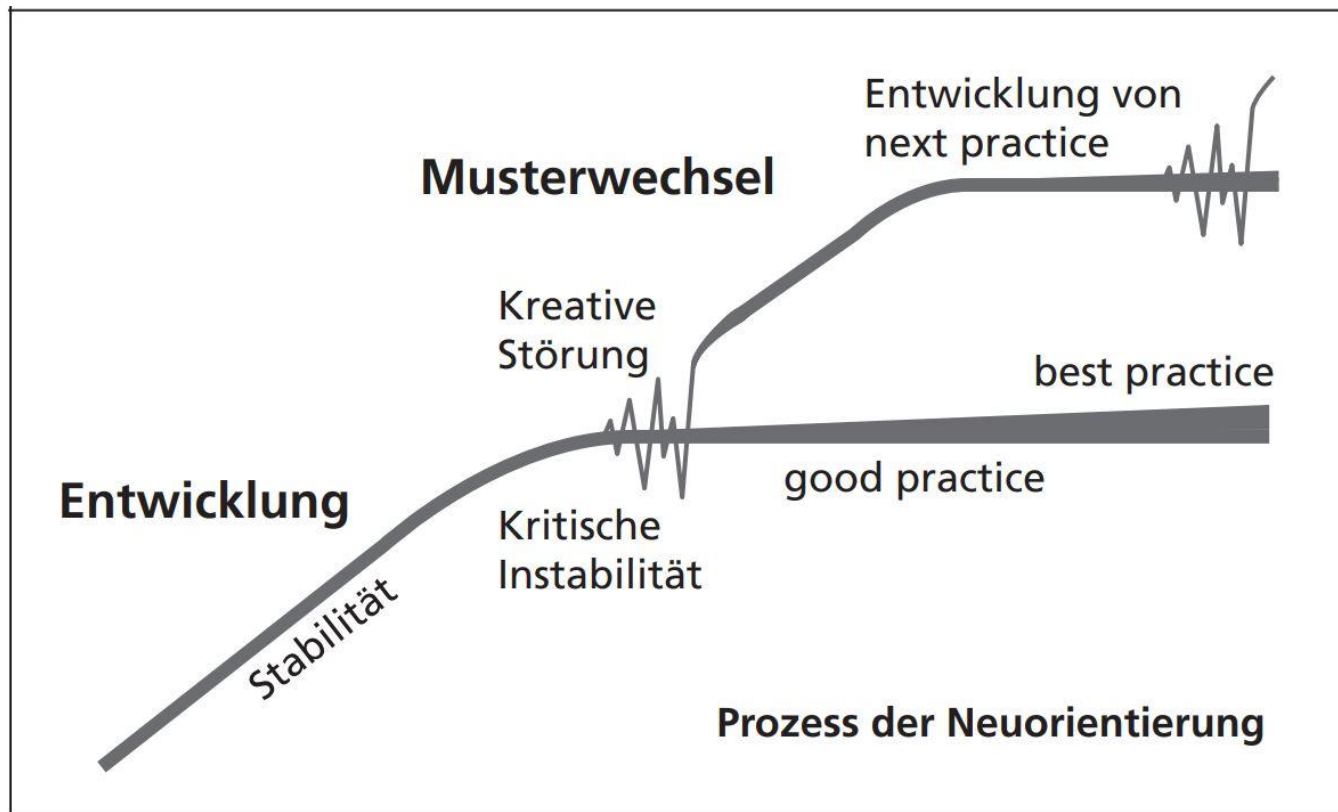 Entwicklung von
next practice
Musterwechsel
Kreative
Störung
best practice
good practice
Entwicklung
Kritische
Instabilität
Stabilität
Prozess der Neuorientierung